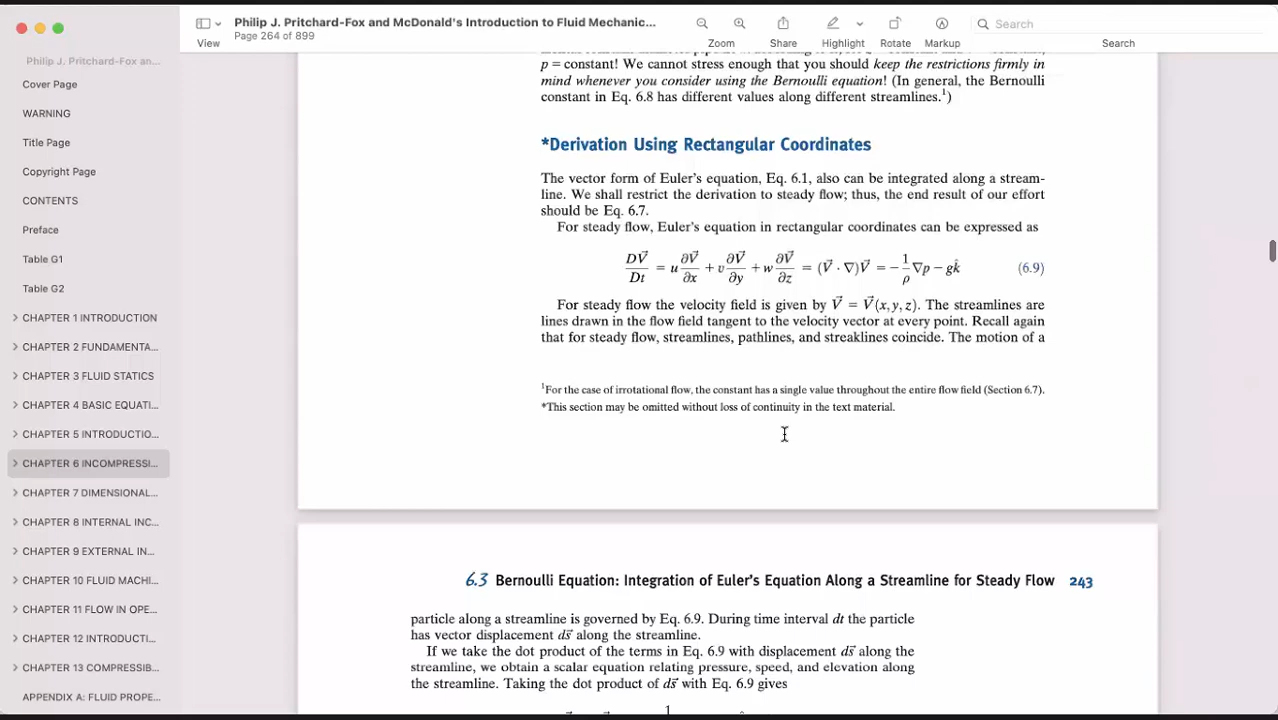 Philip J. Pritchard-Fox and McDonald's Introduction to Fluid Mechanic...
Page 264 of 899
View
Zoom
Share
Highlight
Rotate
Markup
Search
Search
Philip J. Pritchard-Fox an...
Cover Page
WARNING
Title Page
Copyright Page
CONTENTS
Preface
Table G1
Table G2
CHAPTER 1 INTRODUCTION
CHAPTER 2 FUNDAMENTA...
CHAPTER 3 FLUID STATICS
CHAPTER 4 BASIC EQUATI...
CHAPTER 5 INTRODUCTIO...
CHAPTER 6 INCOMPRESSI...
CHAPTER 7 DIMENSIONAL...
CHAPTER 8 INTERNAL INC...
CHAPTER 9 EXTERNAL IN...
CHAPTER 10 FLUID MACHI...
CHAPTER 11 FLOW IN OPE...
CHAPTER 12 INTRODUCTI...
CHAPTER 13 COMPRESSIB...
APPENDIX A: FLUID PROPE...
p = constant! We cannot stress enough that you should keep the restrictions firmly in
mind whenever you consider using the Bernoulli equation! (In general, the Bernoulli
constant in Eq. 6.8 has different values along different streamlines.¹)
*Derivation Using Rectangular Coordinates
The vector form of Euler's equation, Eq. 6.1, also can be integrated along a stream-
line. We shall restrict the derivation to steady flow; thus, the end result of our effort
should be Eq. 6.7.
For steady flow, Euler's equation in rectangular coordinates can be expressed as
DV⃗/Dt = u ∂V⃗/∂x + v ∂V⃗/∂y + w ∂V⃗/∂z = (V⃗ · ∇)V⃗ = −1/ρ ∇p − gk̂ (6.9)
For steady flow the velocity field is given by V⃗ = V⃗(x, y, z). The streamlines are
lines drawn in the flow field tangent to the velocity vector at every point. Recall again
that for steady flow, streamlines, pathlines, and streaklines coincide. The motion of a
¹For the case of irrotational flow, the constant has a single value throughout the entire flow field (Section 6.7).
*This section may be omitted without loss of continuity in the text material.
6.3 Bernoulli Equation: Integration of Euler's Equation Along a Streamline for Steady Flow 243
particle along a streamline is governed by Eq. 6.9. During time interval dt the particle
has vector displacement ds⃗ along the streamline.
If we take the dot product of the terms in Eq. 6.9 with displacement ds⃗ along the
streamline, we obtain a scalar equation relating pressure, speed, and elevation along
the streamline. Taking the dot product of ds⃗ with Eq. 6.9 gives